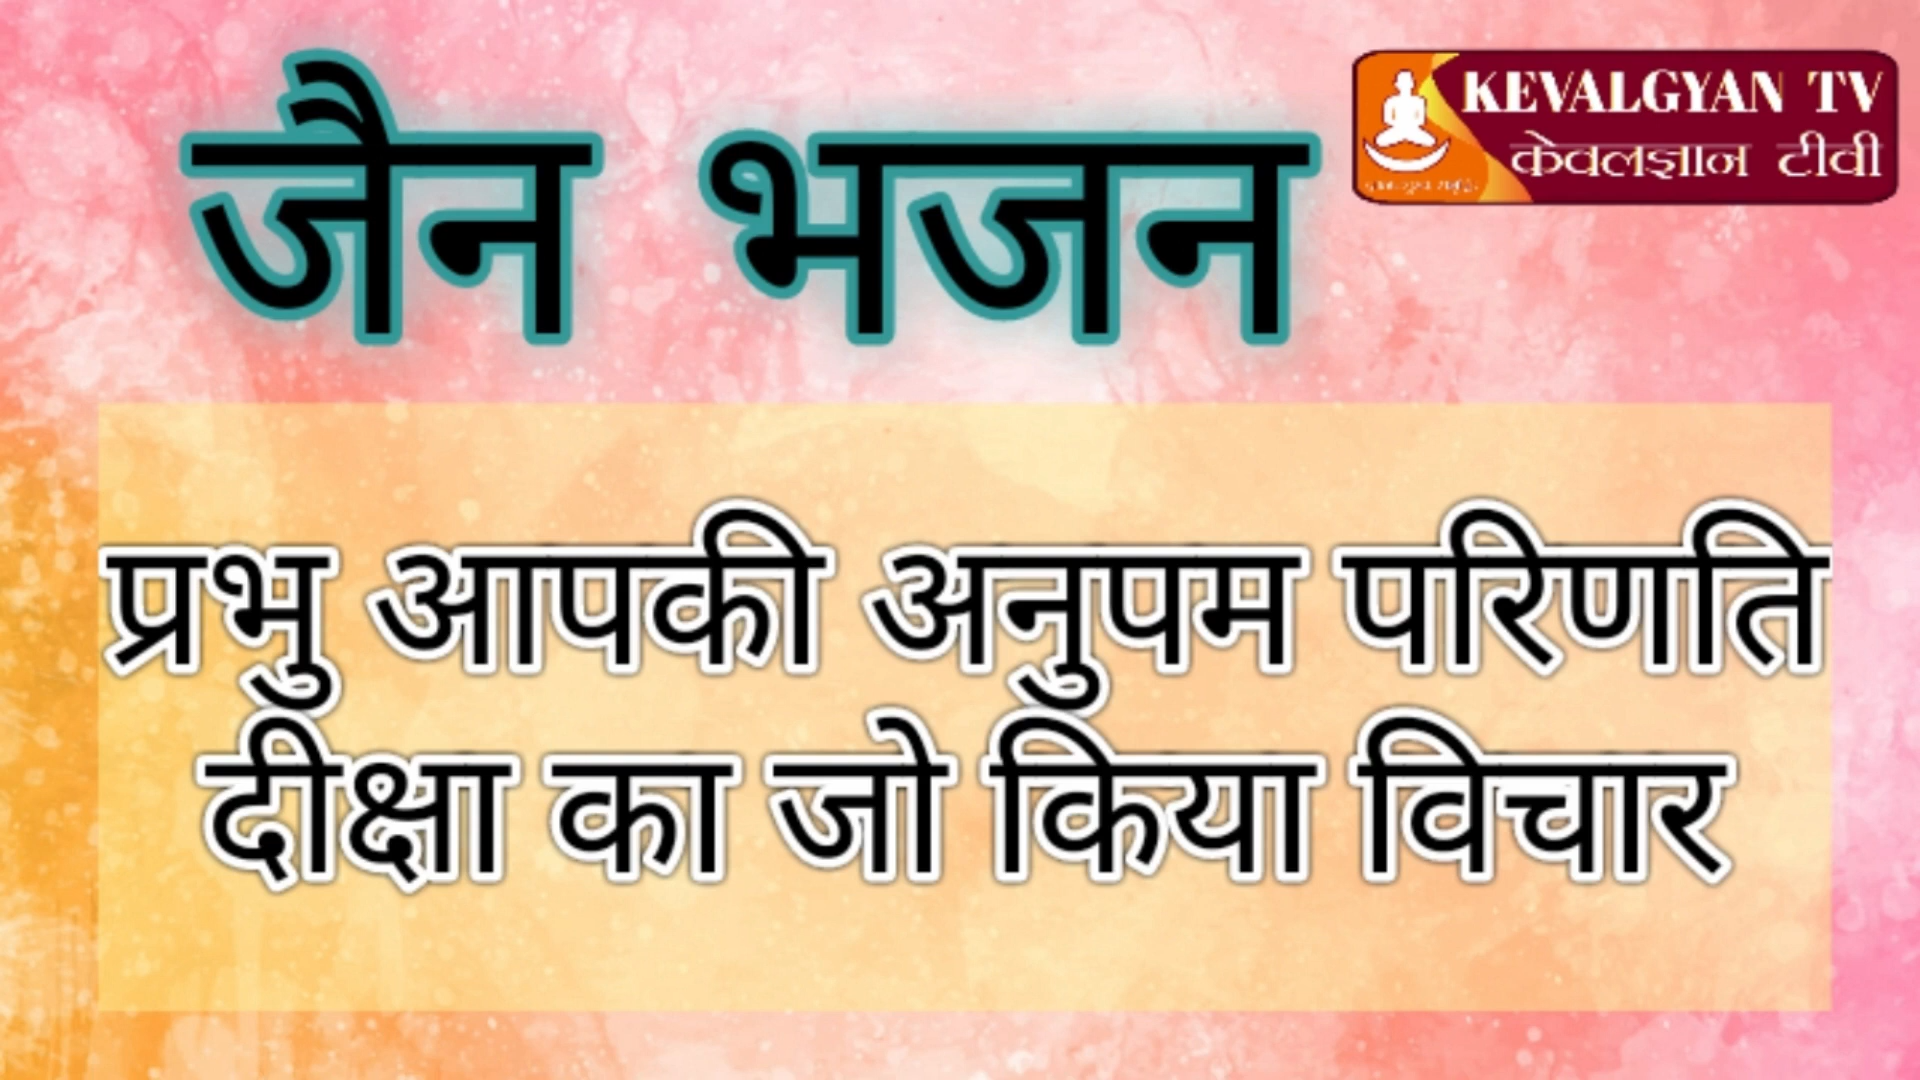 जैन भजन
KEVALGYAN TV
केवलज्ञान टीवी
प्रभु आपकी अनुपम परिणति
दीक्षा का जो किया विचार